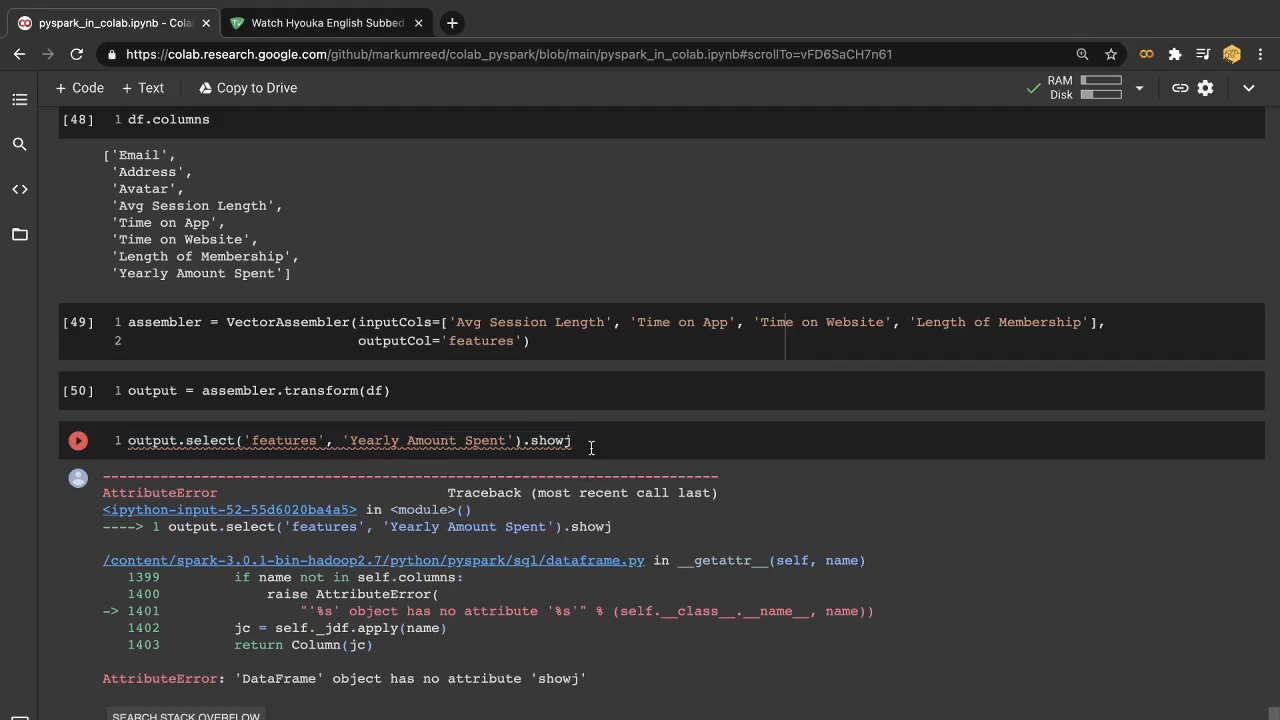 pyspark_in_colab.ipynb - Cola
Watch Hyouka English Subbed
https://colab.research.google.com/github/markumreed/colab_pyspark/blob/main/pyspark_in_colab.ipynb#scrollTo=vFD6SaCH7n61
+ Code + Text Copy to Drive RAM
Disk
[48] 1 df.columns
['Email',
'Address',
'Avatar',
'Avg Session Length',
'Time on App',
'Time on Website',
'Length of Membership',
'Yearly Amount Spent']
[49] 1 assembler = VectorAssembler(inputCols=['Avg Session Length', 'Time on App', 'Time on Website', 'Length of Membership'],
2 outputCol='features')
[50] 1 output = assembler.transform(df)
1 output.select('features', 'Yearly Amount Spent').showj
---------------------------------------------------------------------------
AttributeError Traceback (most recent call last)
<ipython-input-52-55d6020ba4a5> in <module>()
----> 1 output.select('features', 'Yearly Amount Spent').showj
/content/spark-3.0.1-bin-hadoop2.7/python/pyspark/sql/dataframe.py in __getattr__(self, name)
1399 if name not in self.columns:
1400 raise AttributeError(
-> 1401 "'%s' object has no attribute '%s'" % (self.__class__.__name__, name))
1402 jc = self._jdf.apply(name)
1403 return Column(jc)
AttributeError: 'DataFrame' object has no attribute 'showj'
SEARCH STACK OVERFLOW